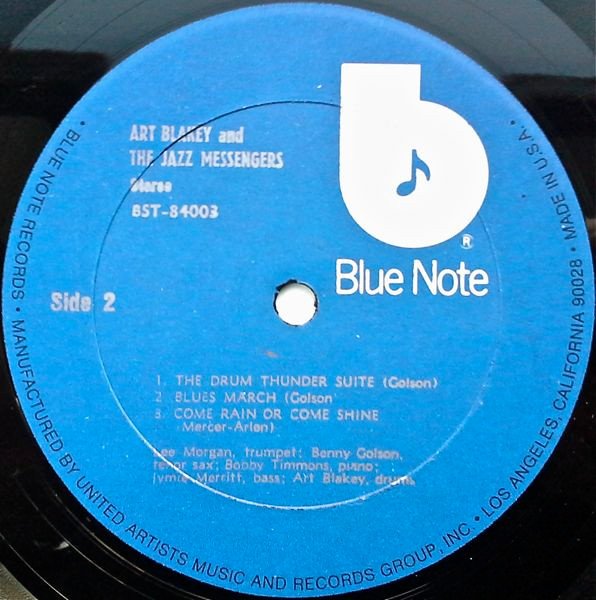 ART BLAKEY and
THE JAZZ MESSENGERS
Stereo
BST-84003
b
®
Blue Note
Side 2
1. THE DRUM THUNDER SUITE (Golson)
2. BLUES MARCH (Golson
3. COME RAIN OR COME SHINE
Mercer-Arlen)
Lee Morgan, trumpet; Benny Golson,
tenor sax; Bobby Timmons, piano;
Jymie Merritt, bass; Art Blakey, drums
• BLUE NOTE RECORDS • MANUFACTURED BY UNITED ARTISTS MUSIC AND RECORDS GROUP, INC • LOS ANGELES, CALIFORNIA 90028 • MADE IN U.S.A.